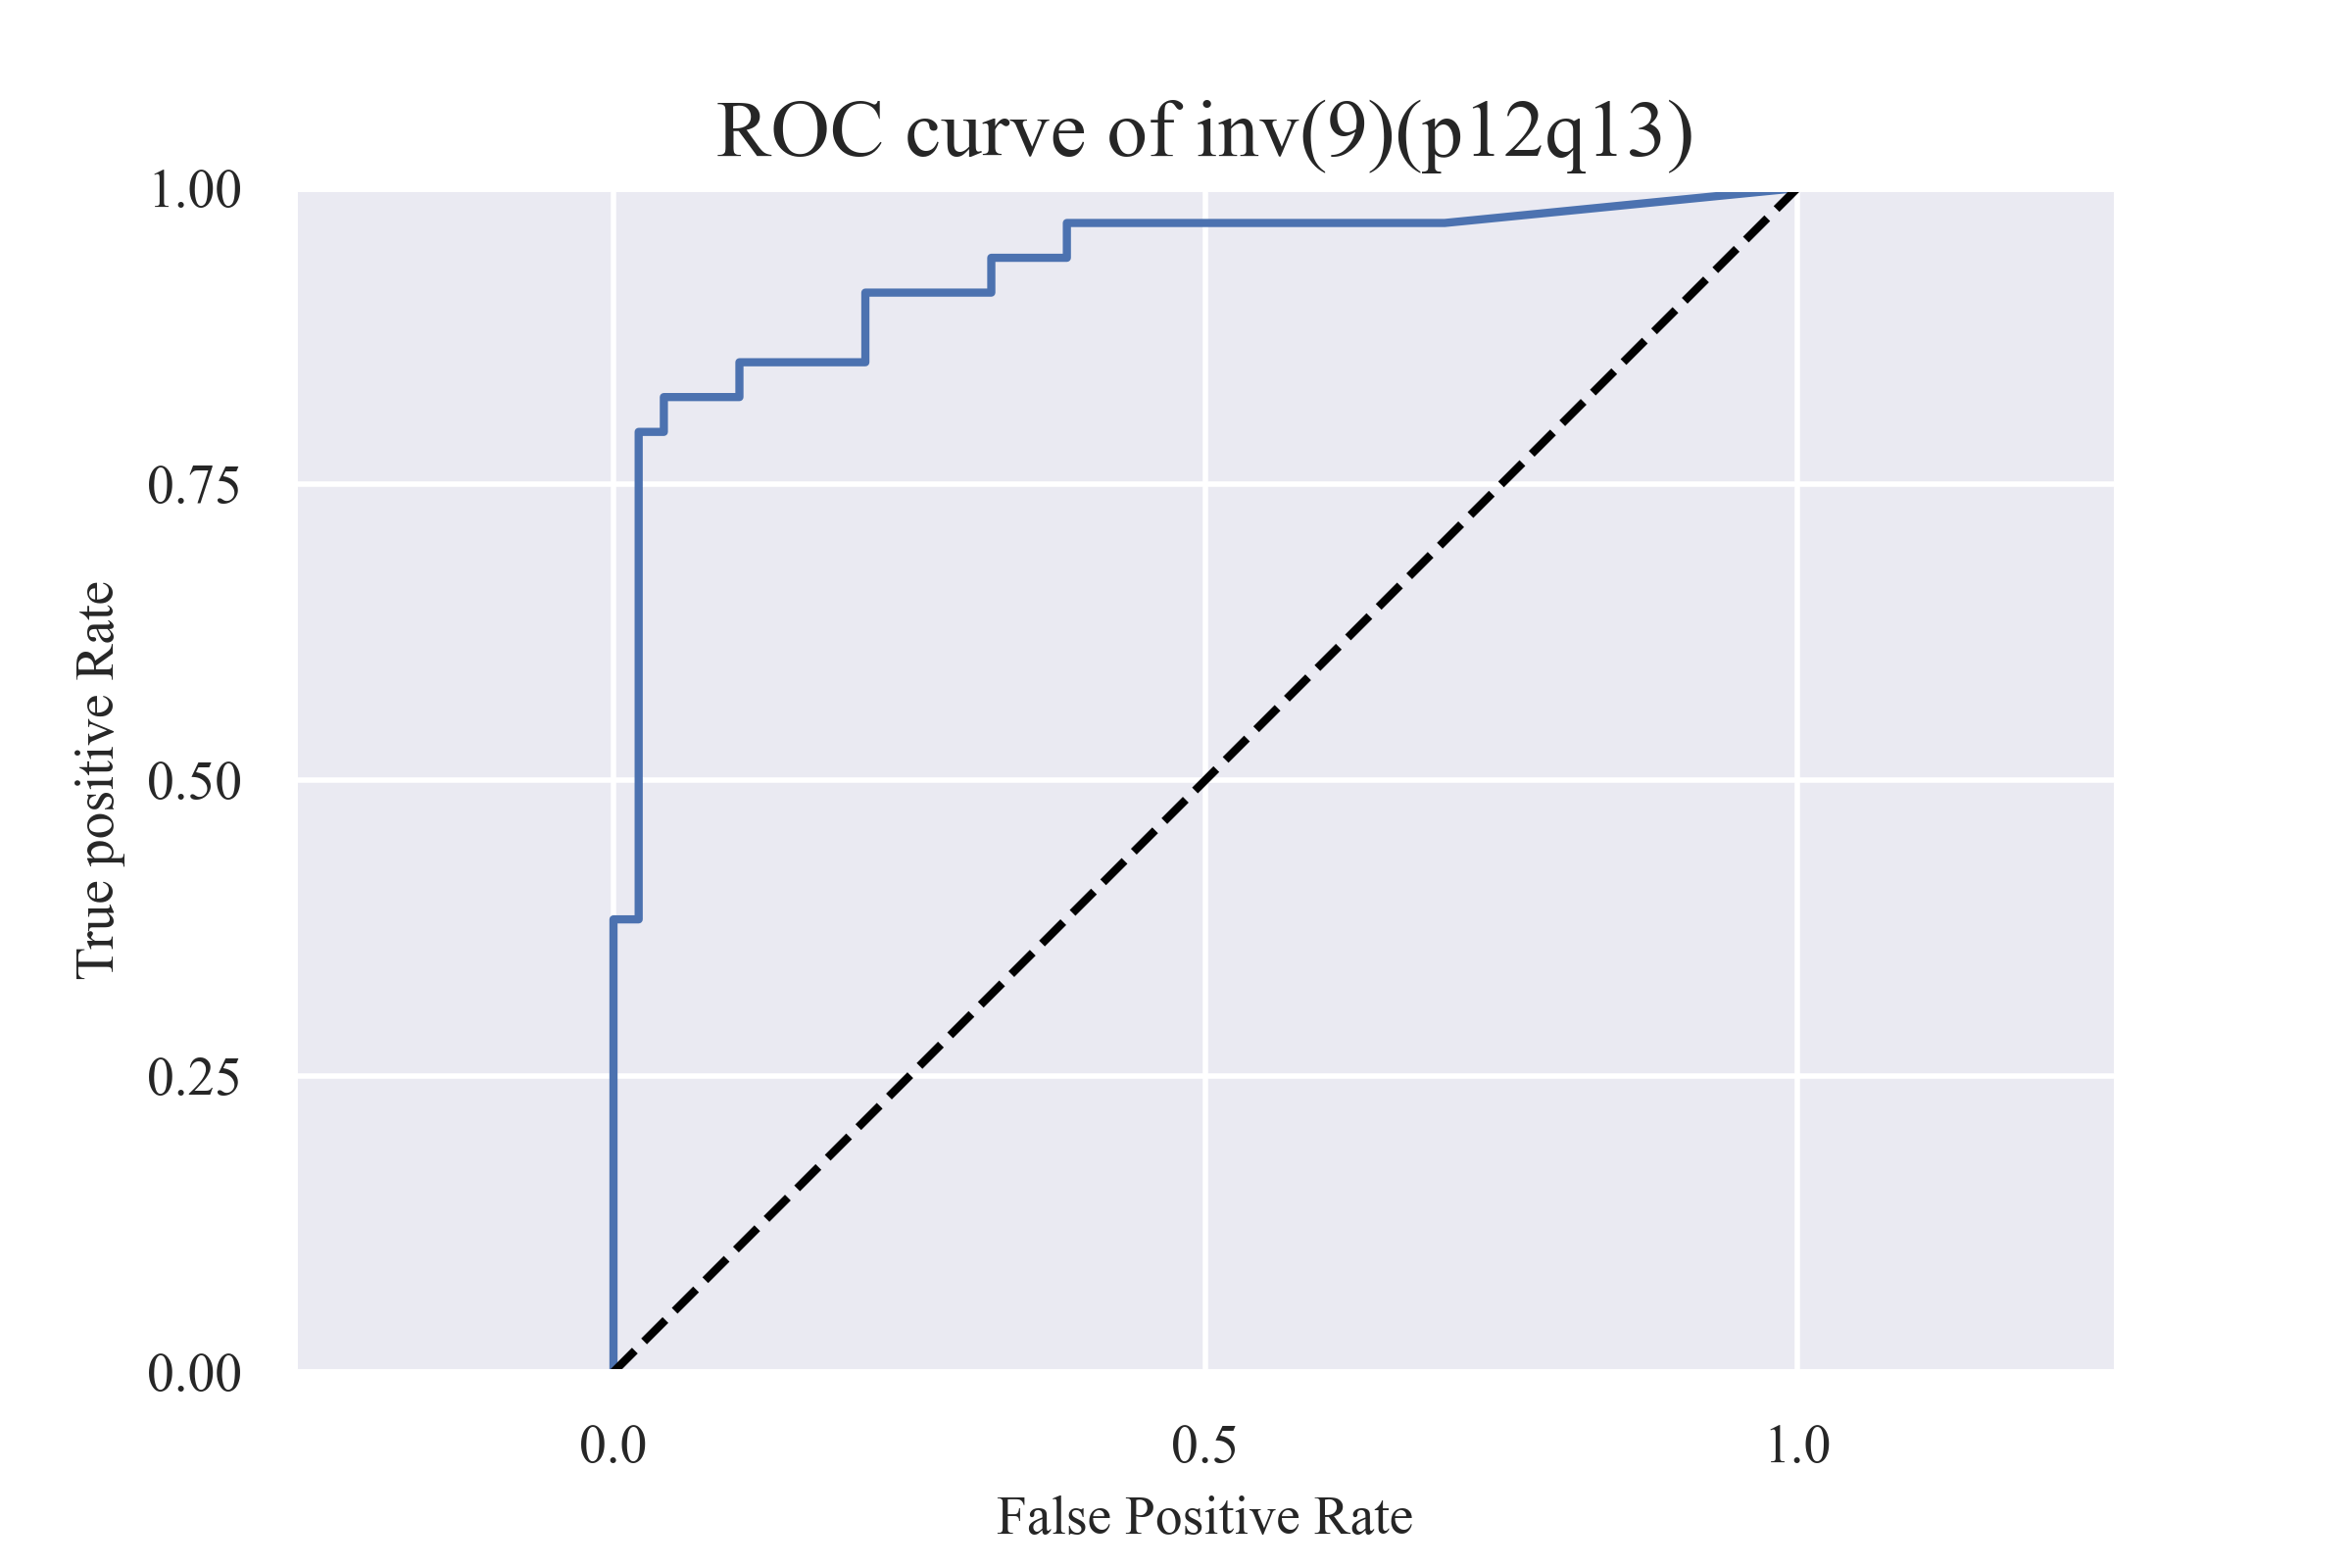 ROC curve of inv(9)(p12q13)
1.00
0.75
0.50
0.25
0.00
True positive Rate
0.0 0.5 1.0
False Positive Rate